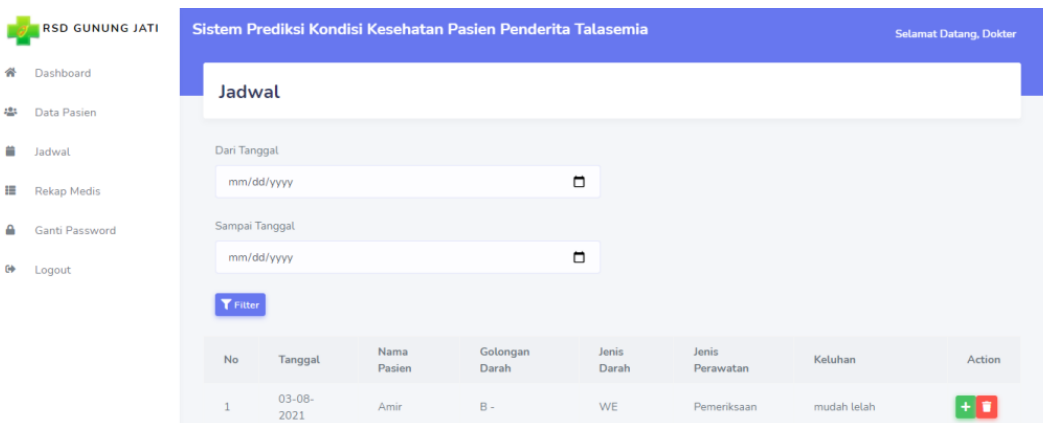 RSD GUNUNG JATI
Sistem Prediksi Kondisi Kesehatan Pasien Penderita Talasemia
Selamat Datang, Dokter
Dashboard
Data Pasien
Jadwal
Rekap Medis
Ganti Password
Logout
Jadwal
Dari Tanggal
mm/dd/yyyy
Sampai Tanggal
mm/dd/yyyy
Filter
No Tanggal Nama Pasien Golongan Darah Jenis Darah Jenis Perawatan Keluhan Action
1 03-08-2021 Amir B - WE Pemeriksaan mudah lelah